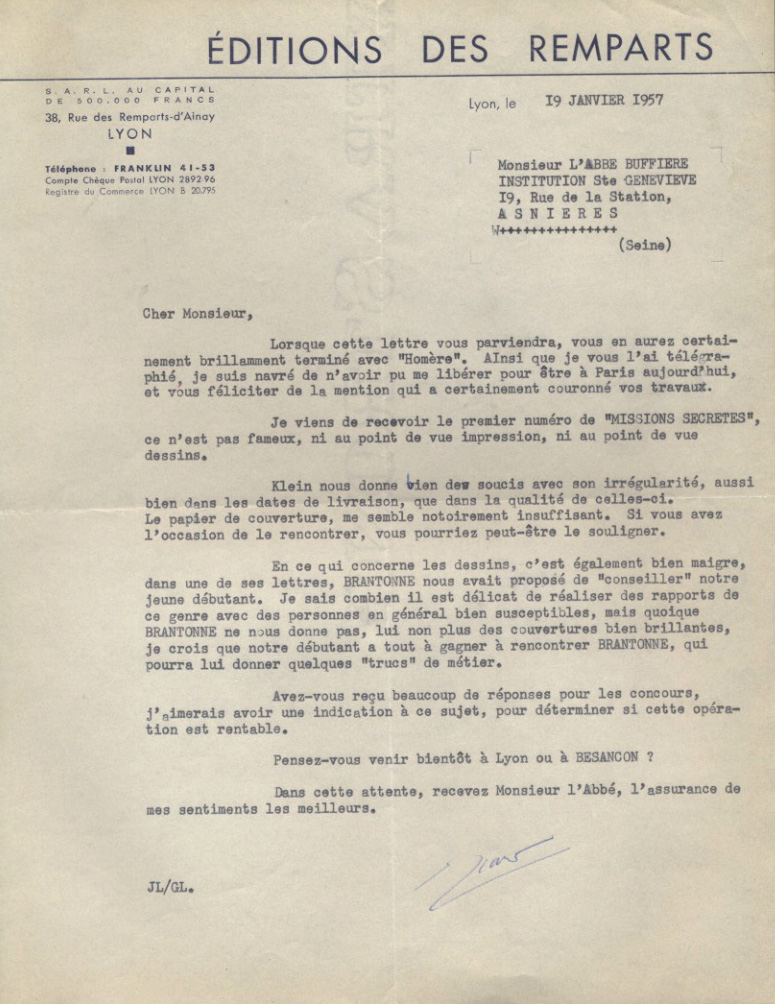 ÉDITIONS DES REMPARTS
S. A. R. L. AU CAPITAL
DE 500.000 FRANCS
38, Rue des Remparts-d'Ainay
LYON
Téléphone : FRANKLIN 41-53
Compte Chèque Postal LYON 2892-96
Registre du Commerce LYON B 20.795
Lyon, le I9 JANVIER I957
Monsieur L'ABBE BUFFIERE
INSTITUTION Ste GENEVIEVE
I9, Rue de la Station,
A S N I E R E S
W+++++++++++++++
(Seine)
Cher Monsieur,
Lorsque cette lettre vous parviendra, vous en aurez certai-
nement brillamment terminé avec "Homère". AInsi que je vous l'ai télégra-
phié, je suis navré de n'avoir pu me libérer pour être à Paris aujourd'hui,
et vous féliciter de la mention qui a certainement couronné vos travaux.
Je viens de recevoir le premier numéro de "MISSIONS SECRETES",
ce n'est pas fameux, ni au point de vue impression, ni au point de vue
dessins.
Klein nous donne bien des soucis avec son irrégularité, aussi
bien dans les dates de livraison, que dans la qualité de celles-ci.
Le papier de couverture, me semble notoirement insuffisant. Si vous avez
l'occasion de le rencontrer, vous pourriez peut-être le souligner.
En ce qui concerne les dessins, c'est également bien maigre,
dans une de ses lettres, BRANTONNE nous avait proposé de "conseiller" notre
jeune débutant. Je sais combien il est délicat de réaliser des rapports de
ce genre avec des personnes en général bien susceptibles, mais quoique
BRANTONNE ne nous donne pas, lui non plus des couvertures bien brillantes,
je crois que notre débutant a tout à gagner à rencontrer BRANTONNE, qui
pourra lui donner quelques "trucs" de métier.
Avez-vous reçu beaucoup de réponses pour les concours,
j'aimerais avoir une indication à ce sujet, pour déterminer si cette opéra-
tion est rentable.
Pensez-vous venir bientôt à Lyon ou à BESANCON ?
Dans cette attente, recevez Monsieur l'Abbé, l'assurance de
mes sentiments les meilleurs.
JL/GL.